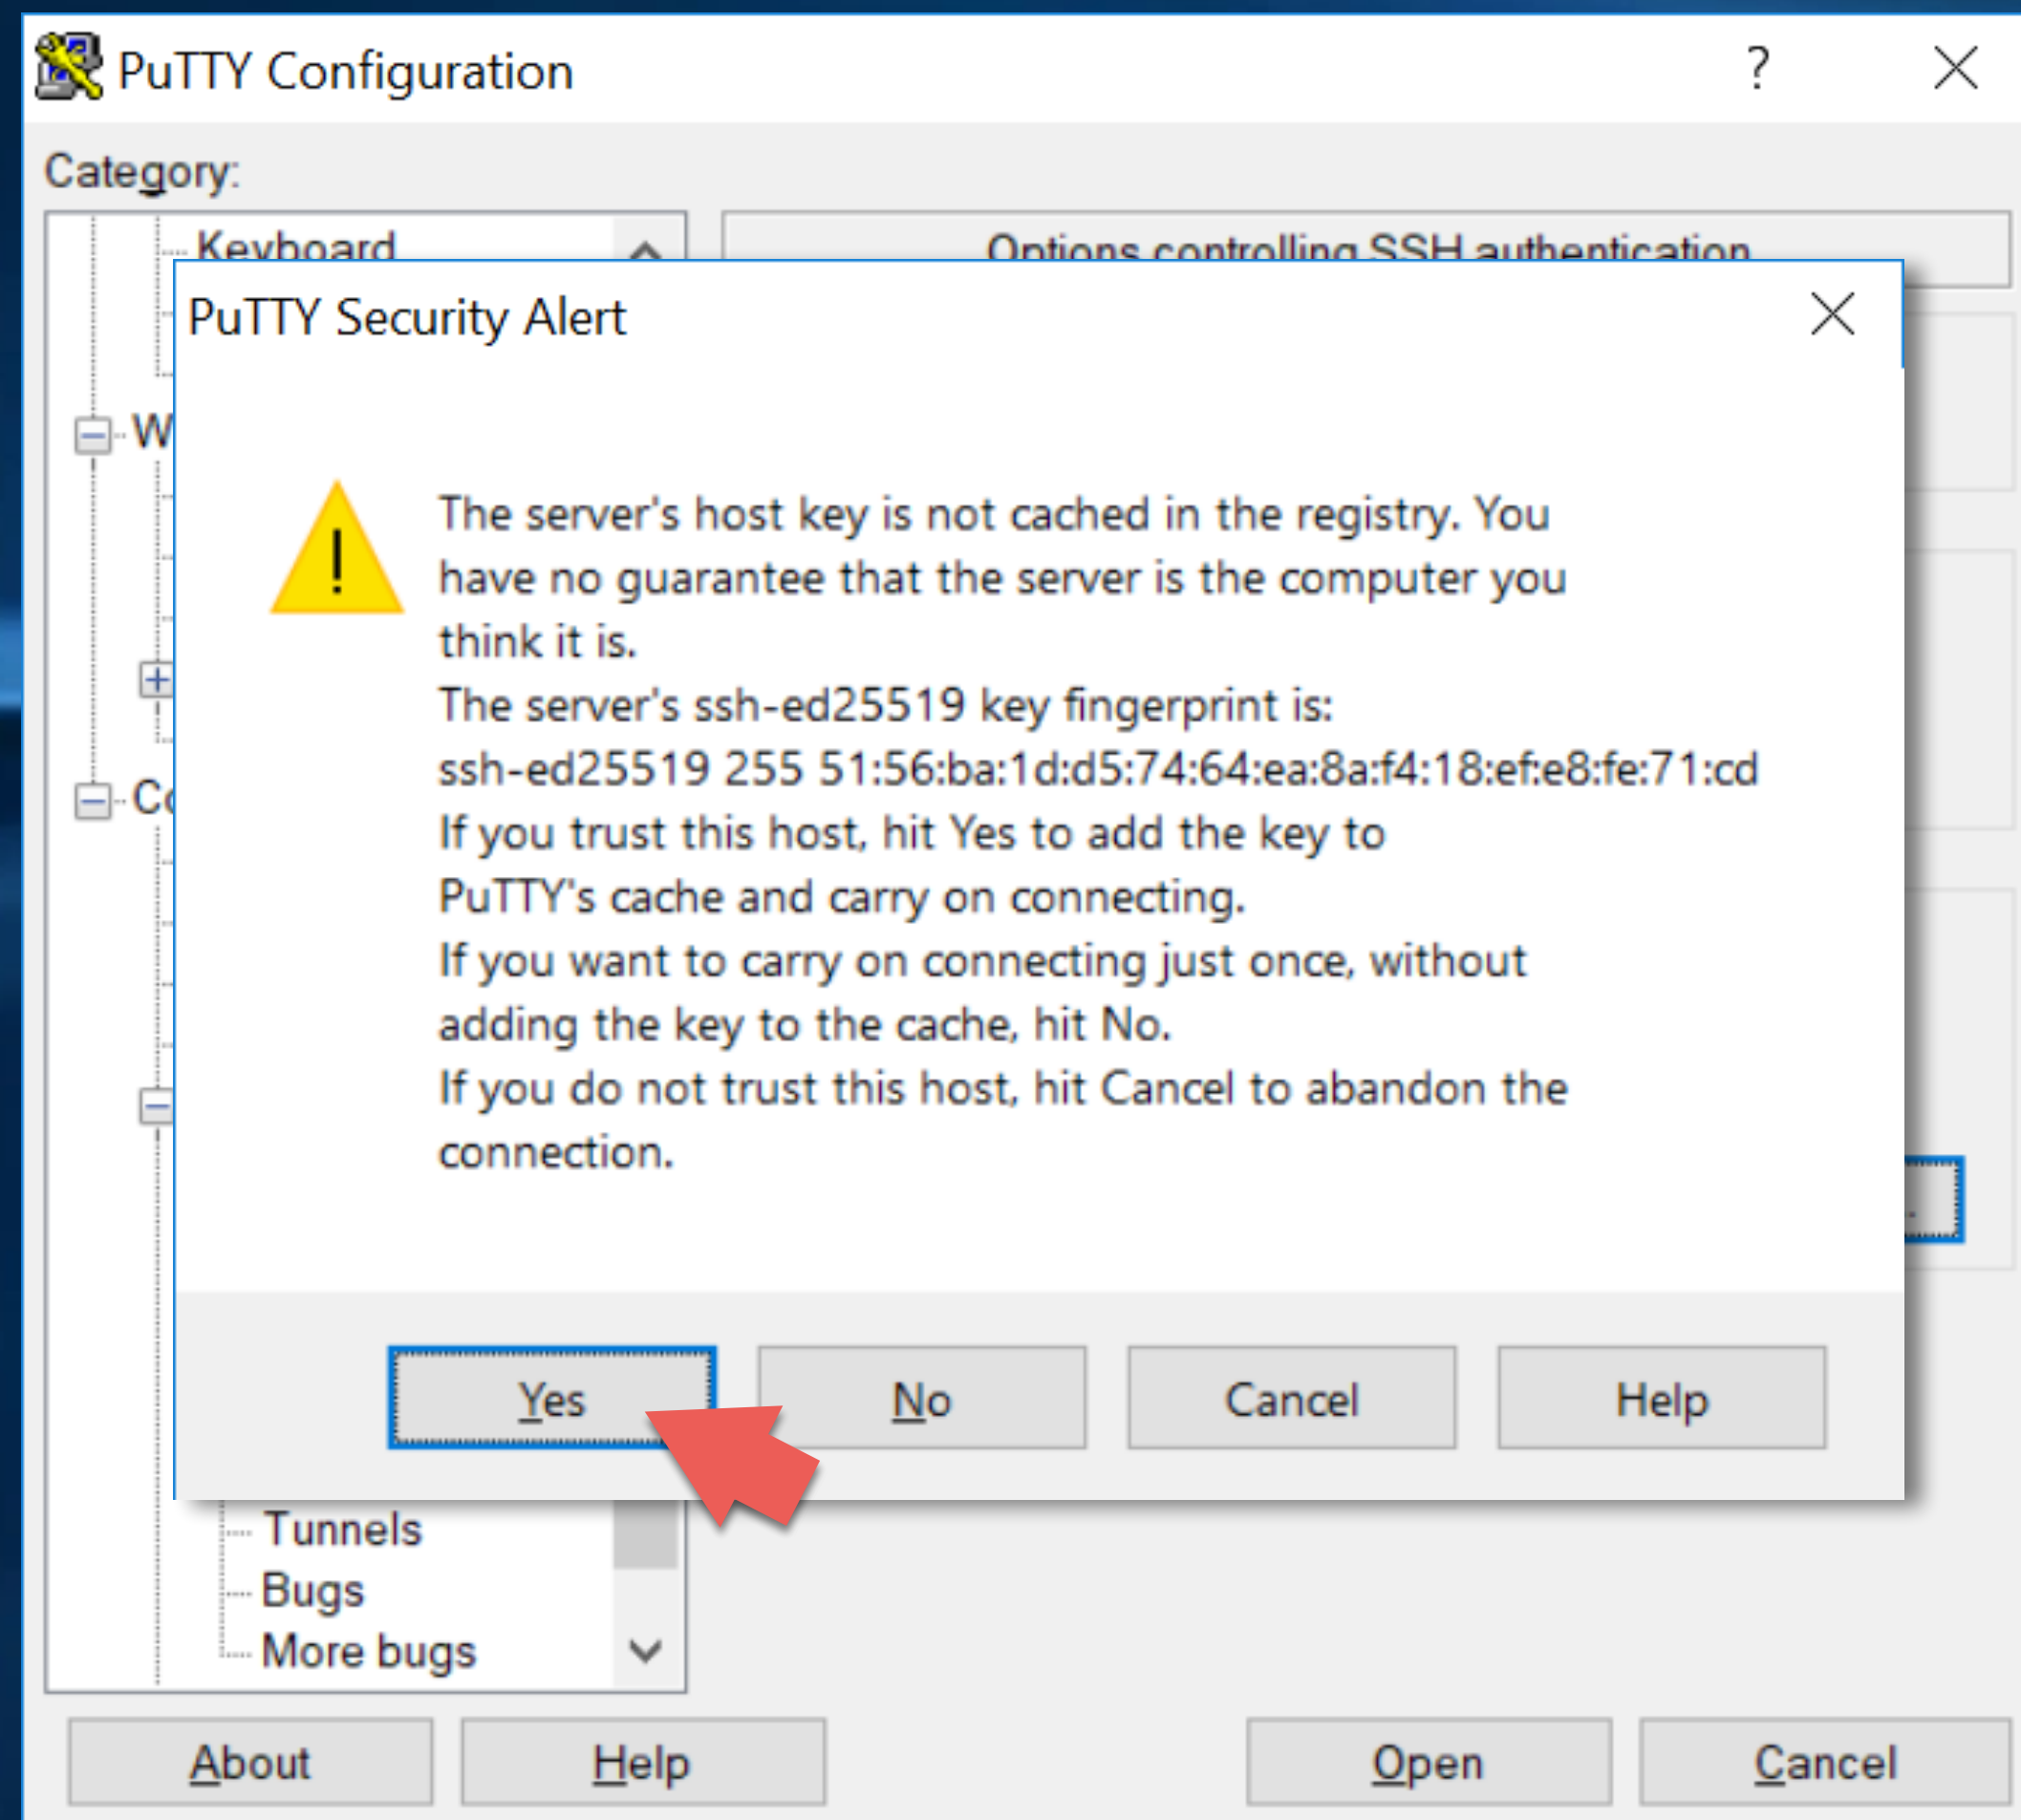 PuTTY Configuration
?
Category:
Keyboard
Options controlling SSH authentication
PuTTY Security Alert
The server's host key is not cached in the registry. You
have no guarantee that the server is the computer you
think it is.
The server's ssh-ed25519 key fingerprint is:
ssh-ed25519 255 51:56:ba:1d:d5:74:64:ea:8a:f4:18:ef:e8:fe:71:cd
If you trust this host, hit Yes to add the key to
PuTTY's cache and carry on connecting.
If you want to carry on connecting just once, without
adding the key to the cache, hit No.
If you do not trust this host, hit Cancel to abandon the
connection.
Yes
No
Cancel
Help
Tunnels
Bugs
More bugs
About
Help
Open
Cancel